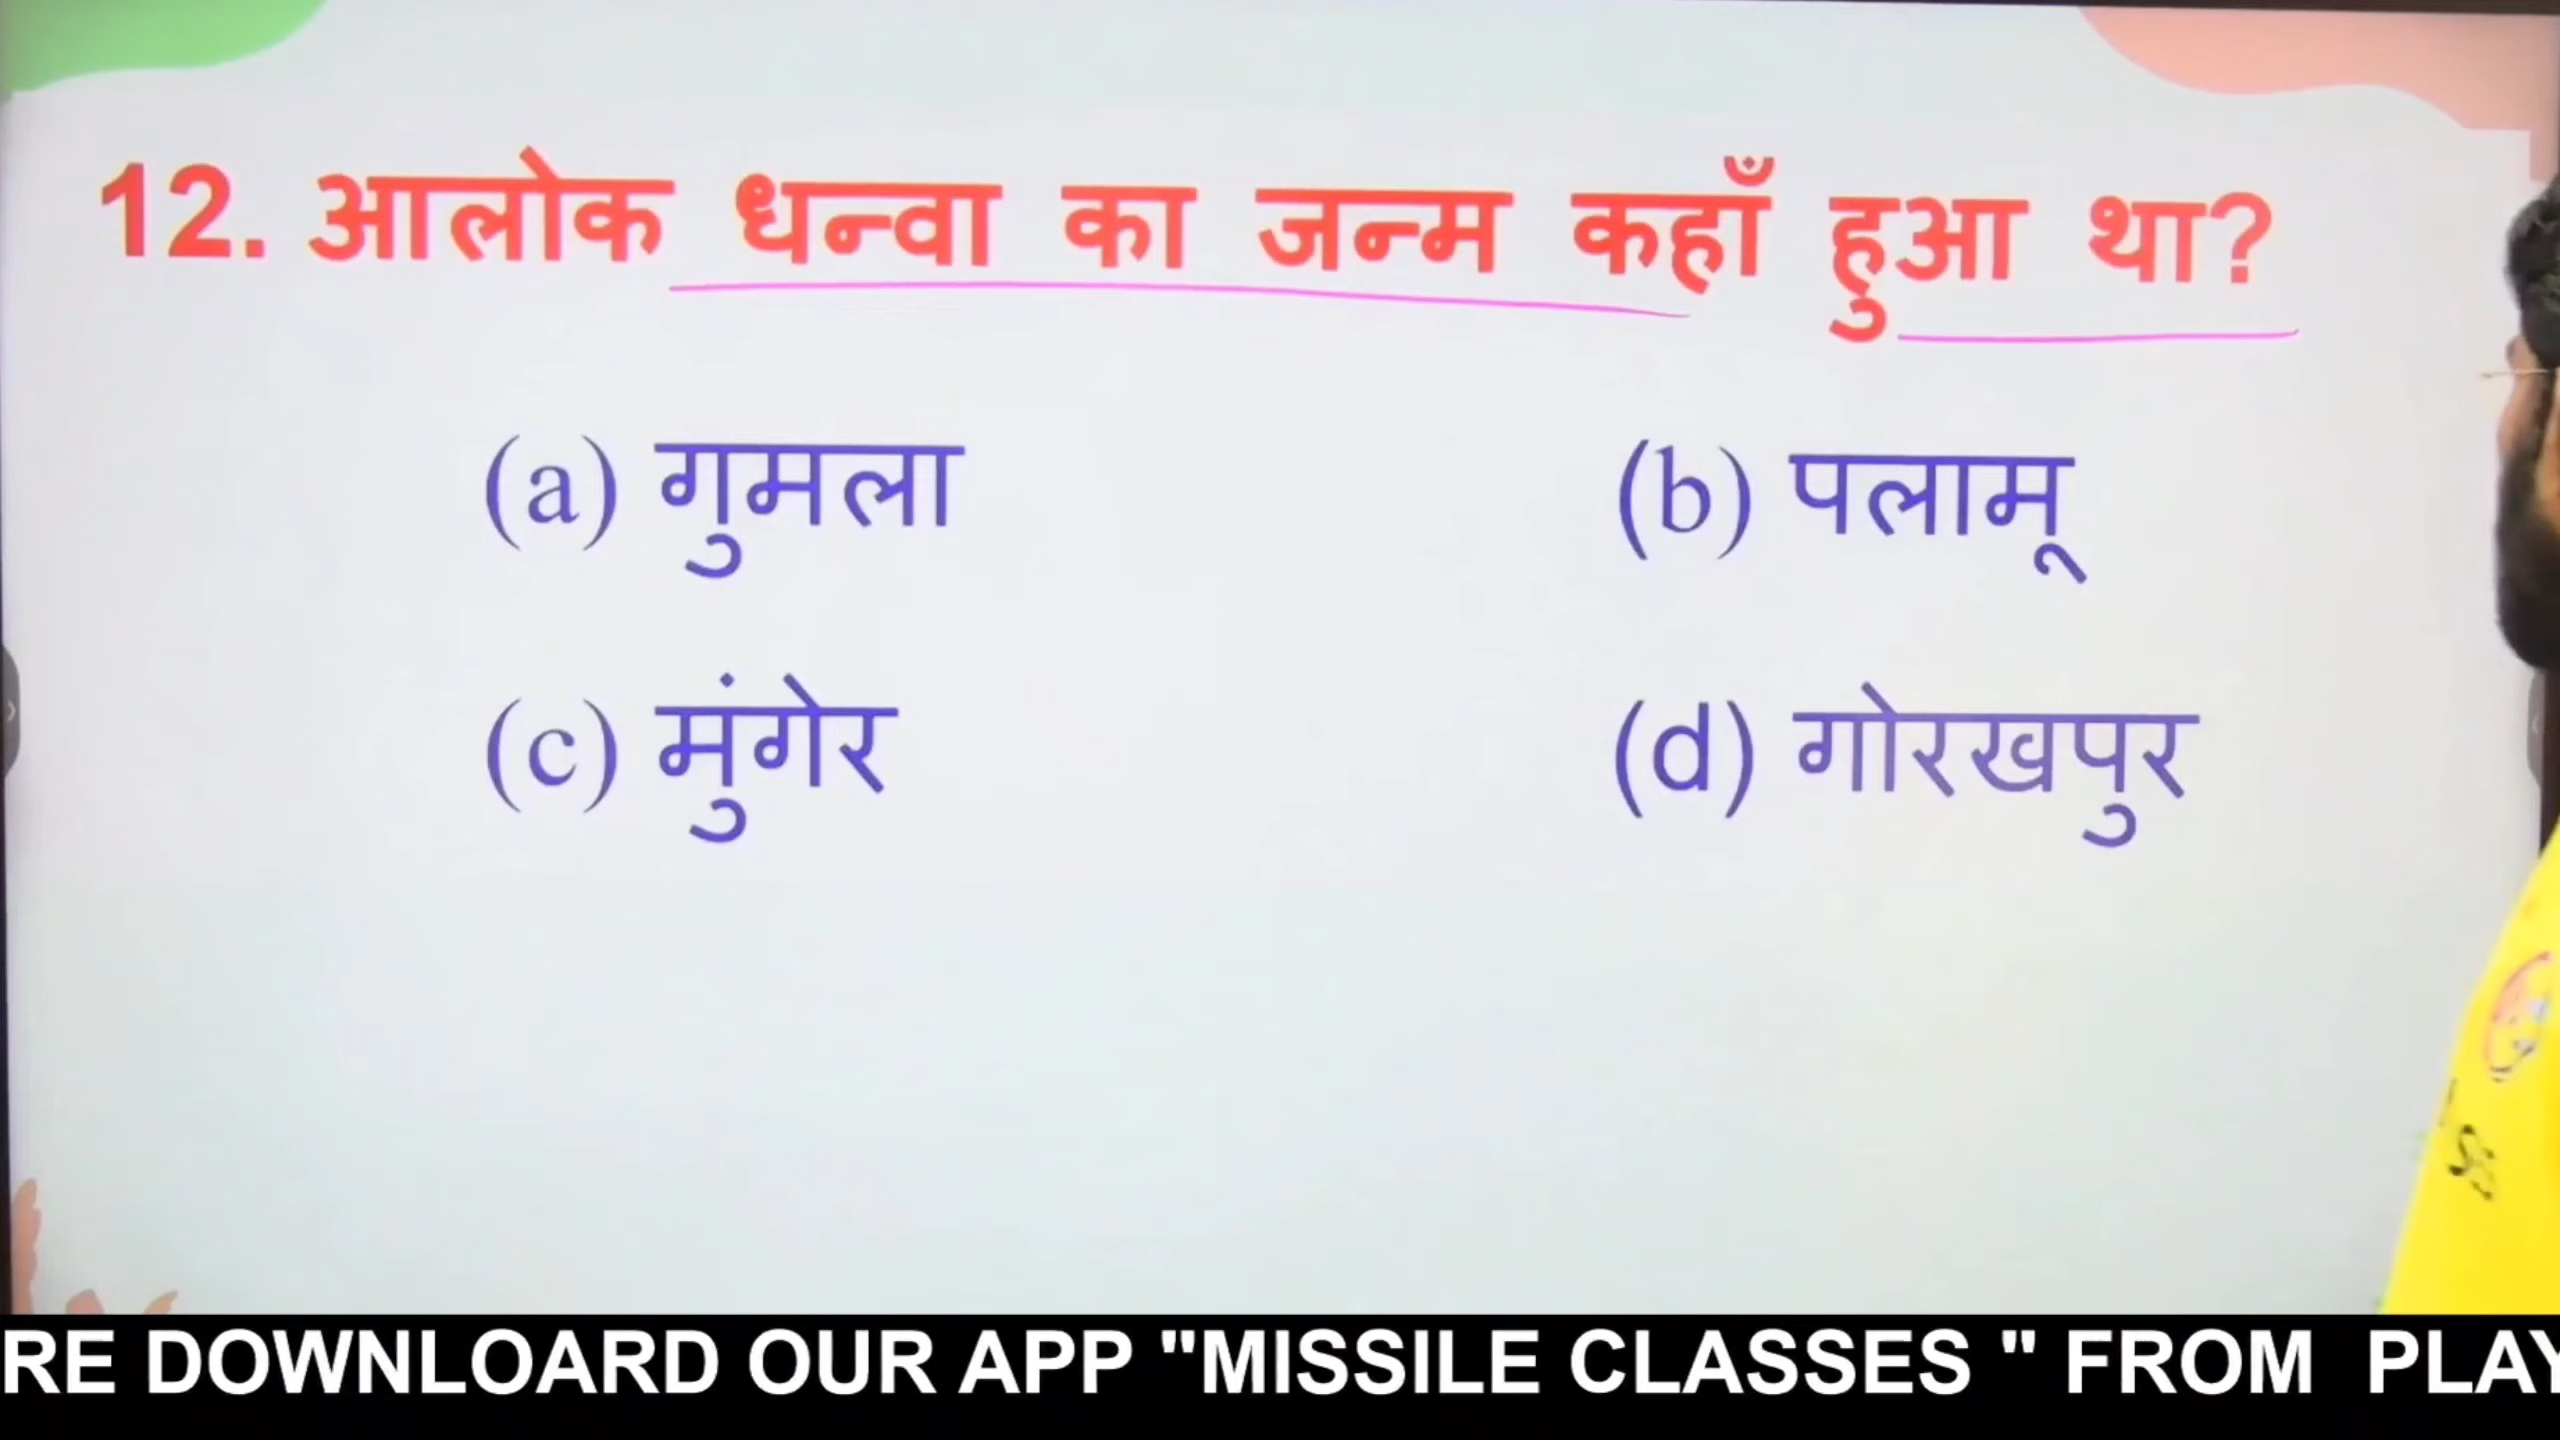 12. आलोक धन्वा का जन्म कहाँ हुआ था?
(a) गुमला (b) पलामू
(c) मुंगेर (d) गोरखपुर
RE DOWNLOARD OUR APP "MISSILE CLASSES " FROM PLAY